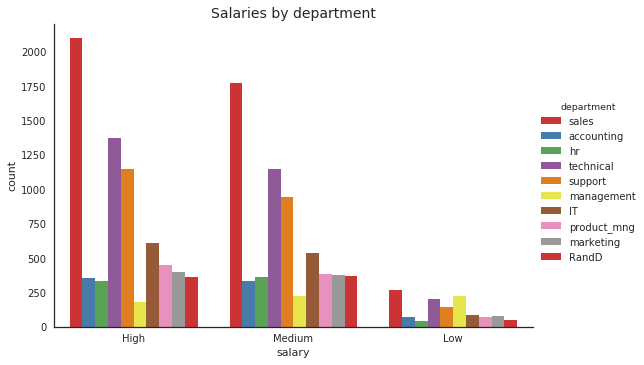 Salaries by department
count
2000
1750
1500
1250
1000
750
500
250
0
High
Medium
Low
salary
department
sales
accounting
hr
technical
support
management
IT
product_mng
marketing
RandD